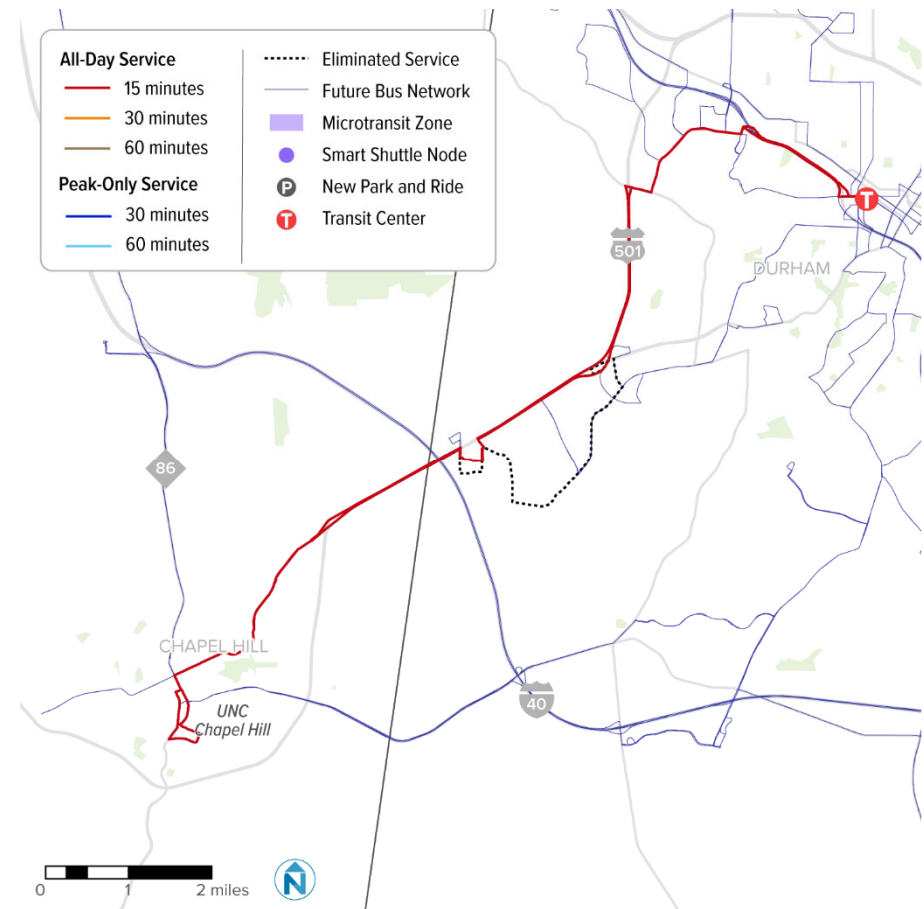 All-Day Service
15 minutes
30 minutes
60 minutes
Peak-Only Service
30 minutes
60 minutes
Eliminated Service
Future Bus Network
Microtransit Zone
Smart Shuttle Node
P New Park and Ride
T Transit Center
T
501
DURHAM
86
CHAPEL HILL
UNC
Chapel Hill
40
0 1 2 miles
N